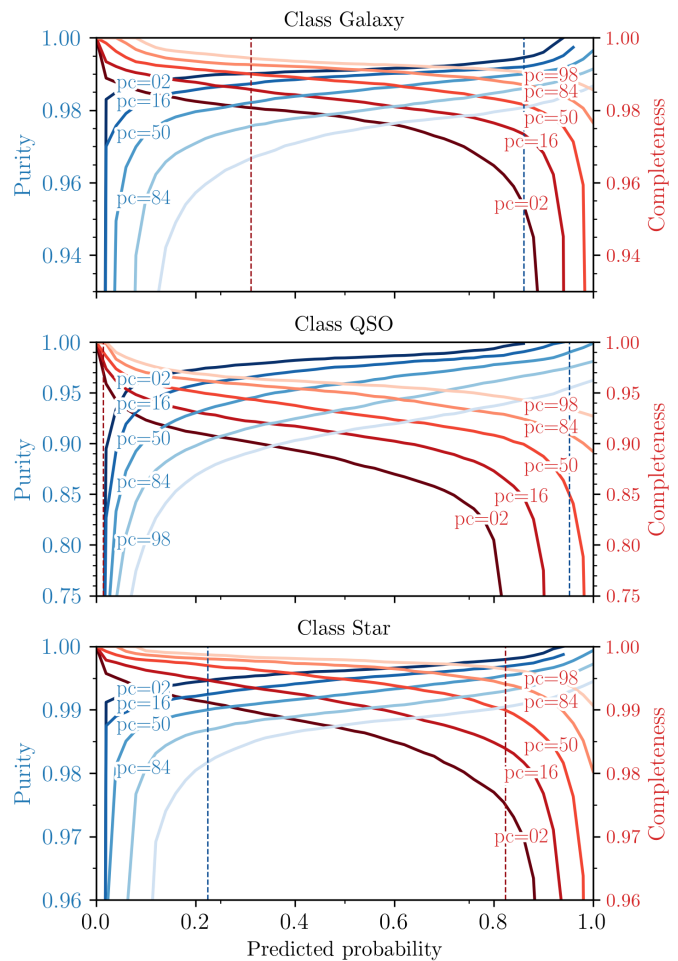 Class Galaxy
1.00 1.00
pc=02 pc=98
pc=16 pc=84
0.98 0.98
pc=50 pc=50
pc=16
Purity Completeness
0.96 0.96
pc=84 pc=02
0.94 0.94
Class QSO
1.00 1.00
pc=02
0.95 0.95
pc=16 pc=98
pc=50 pc=84
0.90 0.90
Purity Completeness
pc=50
0.85 0.85
pc=84 pc=16
pc=02
0.80 0.80
pc=98
0.75 0.75
Class Star
1.00 1.00
pc=02 pc=98
pc=16 pc=84
0.99 0.99
pc=50 pc=50
0.98 0.98
pc=84 pc=16
Purity Completeness
0.97 0.97
pc=02
0.96 0.96
0.0 0.2 0.4 0.6 0.8 1.0
Predicted probability